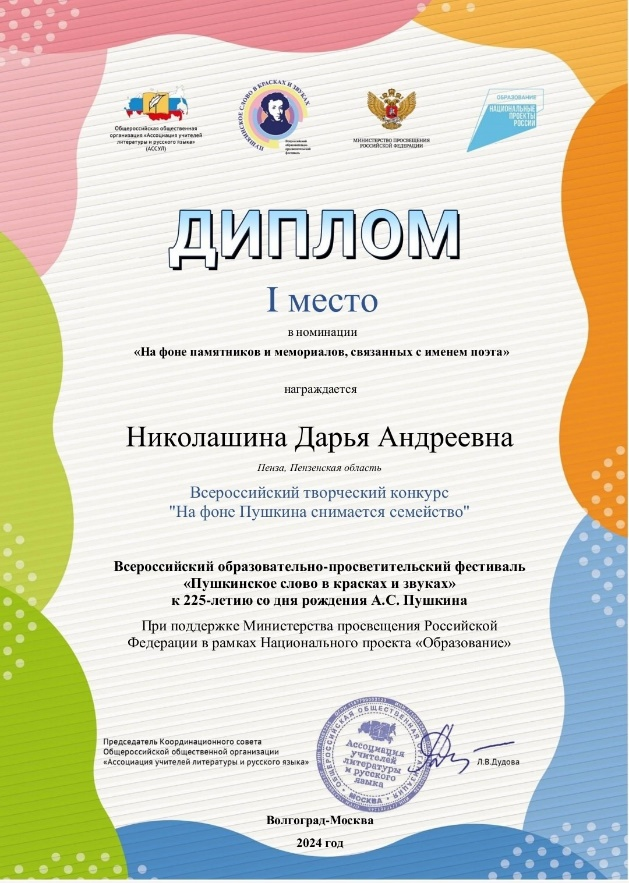 Общероссийская общественная
организация «Ассоциация учителей
литературы и русского языка»
(АССУЛ)
ПУШКИНСКОЕ СЛОВО В КРАСКАХ И ЗВУКАХ
МИНИСТЕРСТВО ПРОСВЕЩЕНИЯ
РОССИЙСКОЙ ФЕДЕРАЦИИ
ОБРАЗОВАНИЕ
НАЦИОНАЛЬНЫЕ
ПРОЕКТЫ
РОССИИ
ДИПЛОМ
I место
в номинации
«На фоне памятников и мемориалов, связанных с именем поэта»
награждается
Николашина Дарья Андреевна
Пенза, Пензенская область
Всероссийский творческий конкурс
"На фоне Пушкина снимается семейство"
Всероссийский образовательно-просветительский фестиваль
«Пушкинское слово в красках и звуках»
к 225-летию со дня рождения А.С. Пушкина
При поддержке Министерства просвещения Российской
Федерации в рамках Национального проекта «Образование»
Председатель Координационного совета
Общероссийской общественной организации
«Ассоциация учителей литературы и русского языка»
ОБЩЕРОССИЙСКАЯ ОБЩЕСТВЕННАЯ
Ассоциация
учителей
литературы
и русского
языка
МОСКВА
Л.В.Дудова
Волгоград-Москва
2024 год